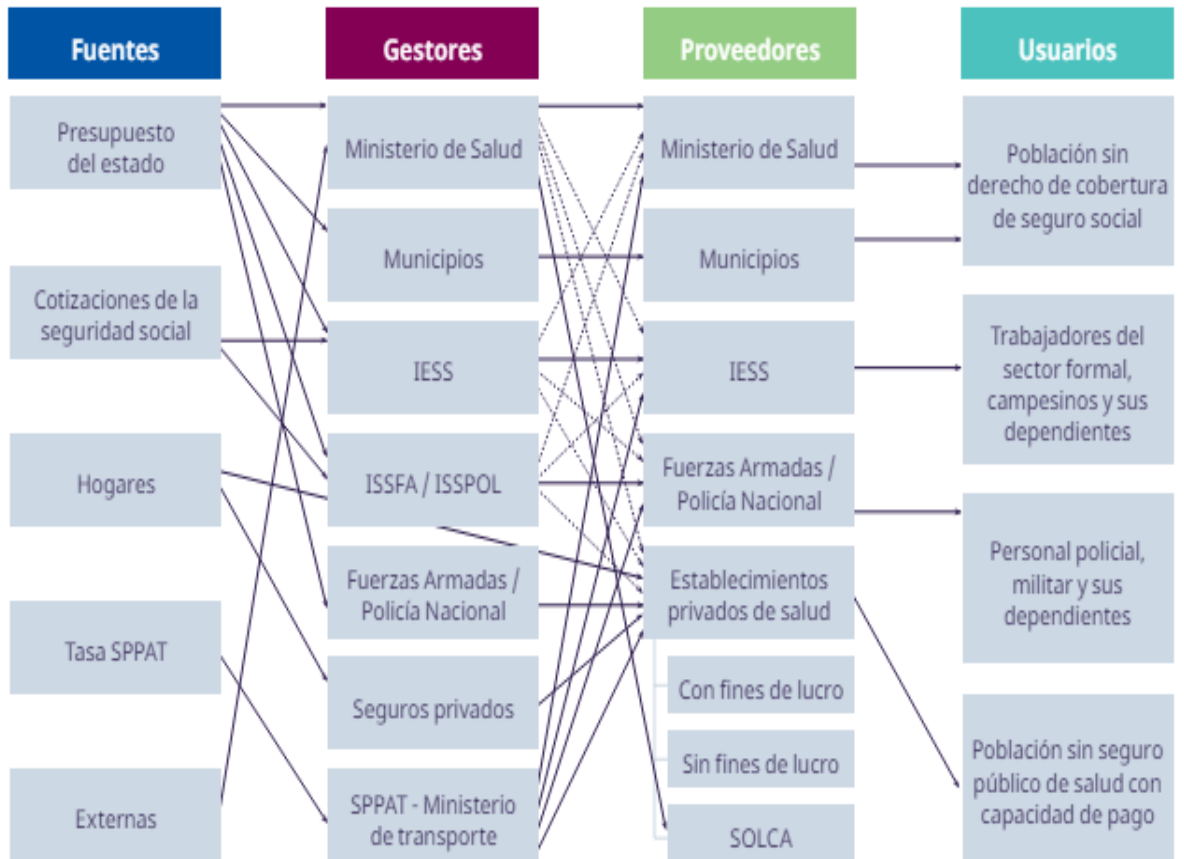 Fuentes
Presupuesto
del estado
Cotizaciones de la
seguridad social
Hogares
Tasa SPPAT
Externas
Gestores
Ministerio de Salud
Municipios
IESS
ISSFA / ISSPOL
Fuerzas Armadas /
Policía Nacional
Seguros privados
SPPAT - Ministerio
de transporte
Proveedores
Ministerio de Salud
Municipios
IESS
Fuerzas Armadas /
Policía Nacional
Establecimientos
privados de salud
Con fines de lucro
Sin fines de lucro
SOLCA
Usuarios
Población sin
derecho de cobertura
de seguro social
Trabajadores del
sector formal,
campesinos y sus
dependientes
Personal policial,
militar y sus
dependientes
Población sin seguro
público de salud con
capacidad de pago